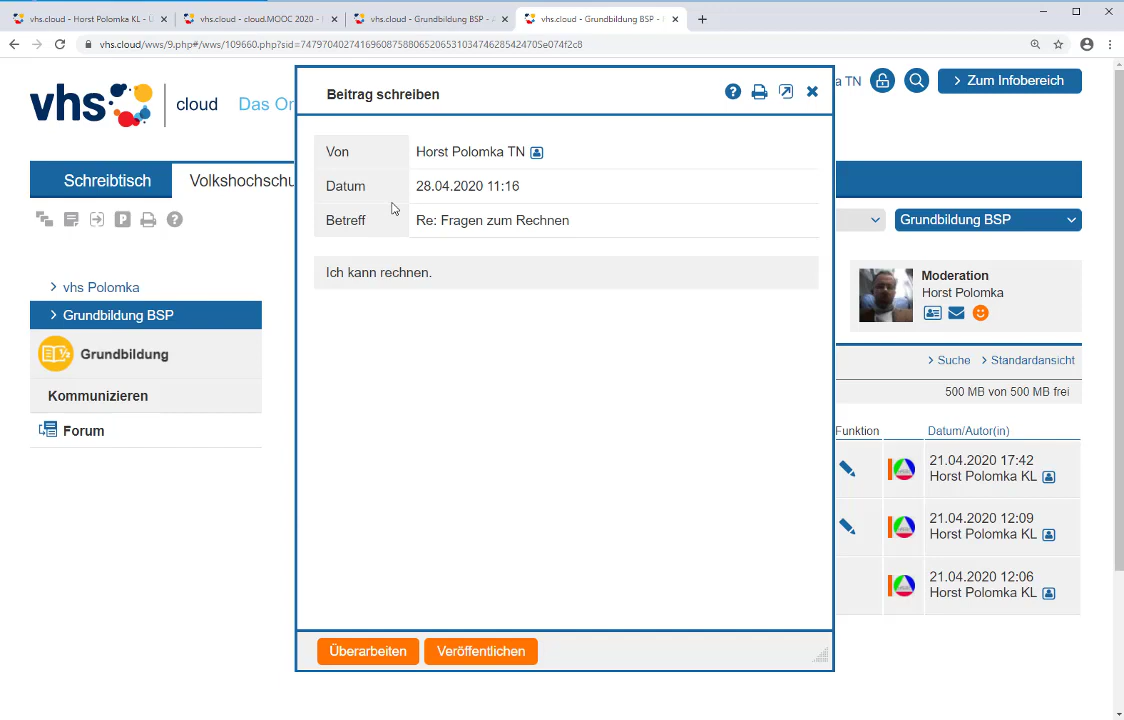 vhs.cloud - Horst Polomka KL - U
vhs.cloud - cloud.MOOC 2020 -
vhs.cloud - Grundbildung BSP - A
vhs.cloud - Grundbildung BSP -
vhs.cloud/wws/9.php#/wws/109660.php?sid=74797040274169608758806520653103474628542470Se074f2c8
vhs
cloud
Das Or
a TN
Zum Infobereich
Schreibtisch
Volkshochschu
Grundbildung BSP
vhs Polomka
Grundbildung BSP
Grundbildung
Kommunizieren
Forum
Beitrag schreiben
Von Horst Polomka TN
Datum 28.04.2020 11:16
Betreff Re: Fragen zum Rechnen
Ich kann rechnen.
Überarbeiten
Veröffentlichen
Moderation
Horst Polomka
Suche
Standardansicht
500 MB von 500 MB frei
Funktion
Datum/Autor(in)
21.04.2020 17:42
Horst Polomka KL
21.04.2020 12:09
Horst Polomka KL
21.04.2020 12:06
Horst Polomka KL